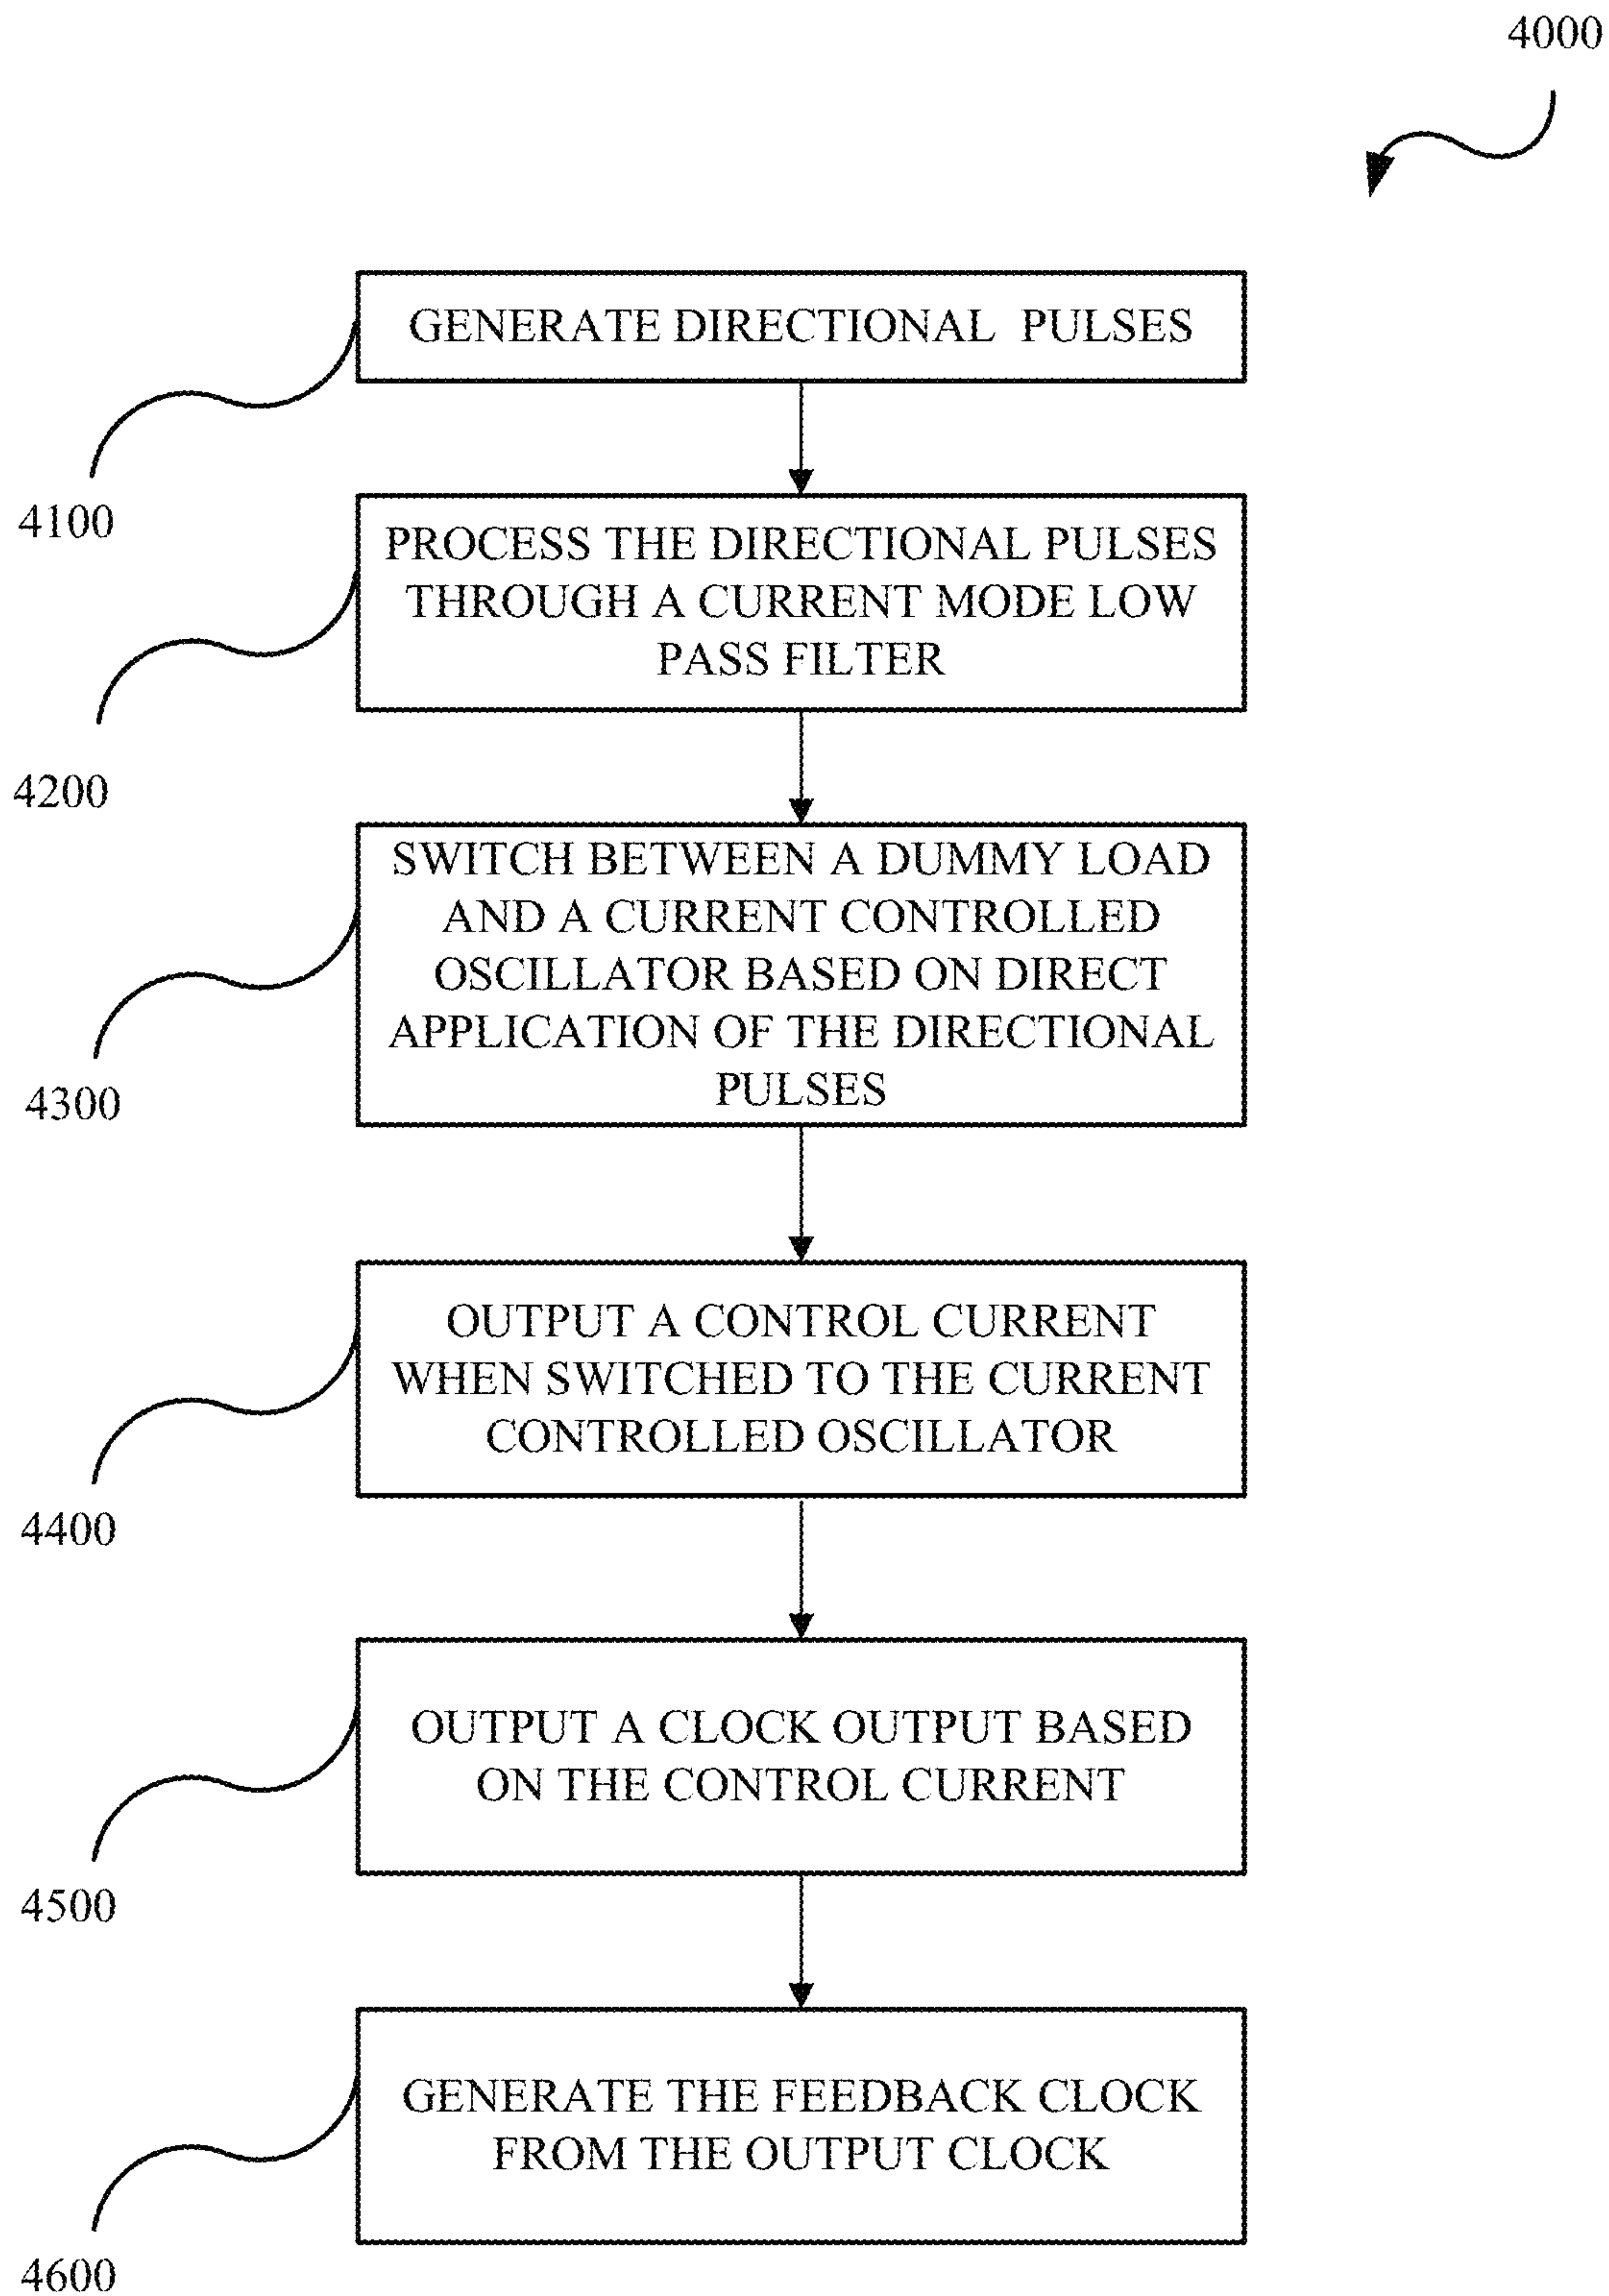 4000
GENERATE DIRECTIONAL PULSES
4100
PROCESS THE DIRECTIONAL PULSES
THROUGH A CURRENT MODE LOW
PASS FILTER
4200
SWITCH BETWEEN A DUMMY LOAD
AND A CURRENT CONTROLLED
OSCILLATOR BASED ON DIRECT
APPLICATION OF THE DIRECTIONAL
PULSES
4300
OUTPUT A CONTROL CURRENT
WHEN SWITCHED TO THE CURRENT
CONTROLLED OSCILLATOR
4400
OUTPUT A CLOCK OUTPUT BASED
ON THE CONTROL CURRENT
4500
GENERATE THE FEEDBACK CLOCK
FROM THE OUTPUT CLOCK
4600